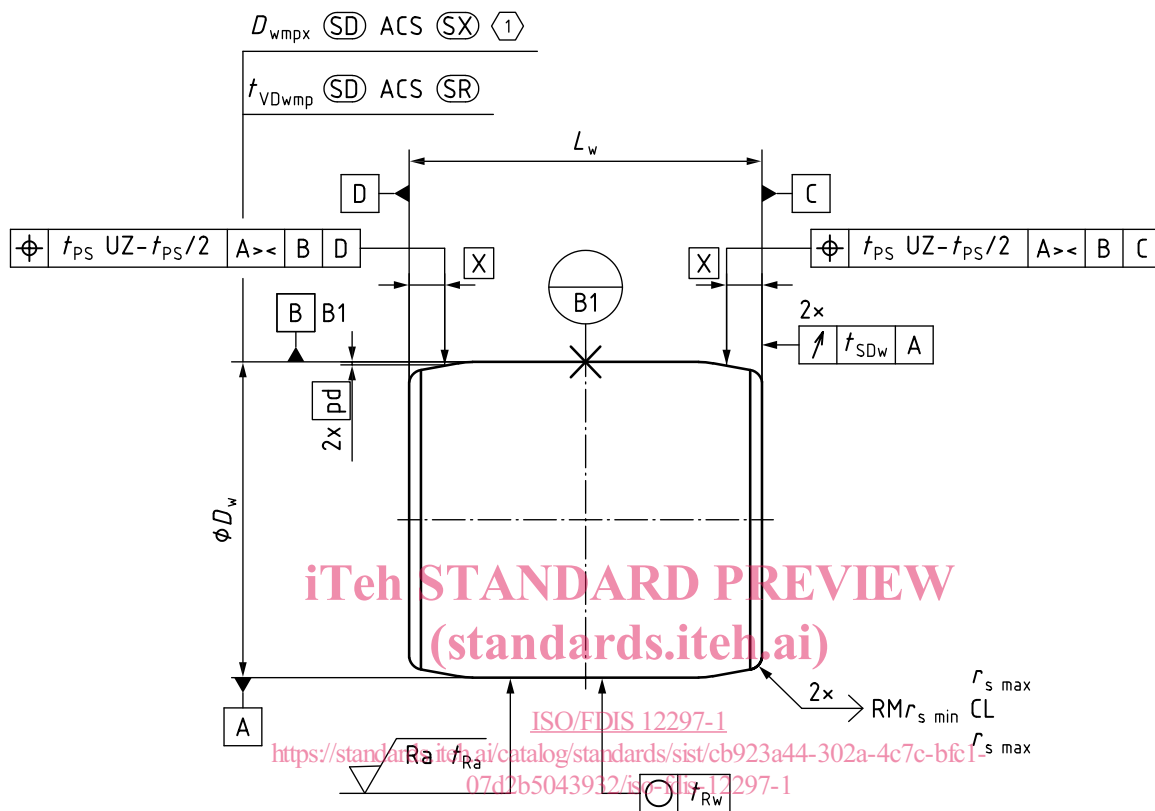 Dwmpx SD ACS SX 1
tVDwmp SD ACS SR
Lw
D
C
⌖ tPS UZ-tPS/2 A>< B D
X
X
⌖ tPS UZ-tPS/2 A>< B C
B1
B B1
2×
↗ tSDw A
2x pd
ϕDw
iTeh STANDARD PREVIEW
(standards.iteh.ai)
A
2×
rs max
RMrs min CL
rs max
ISO/FDIS 12297-1
https://standards.iteh.ai/catalog/standards/sist/cb923a44-302a-4c7c-bfc1-
07d2b5043932/iso-fdis-12297-1
Ra tRa
○ tRw